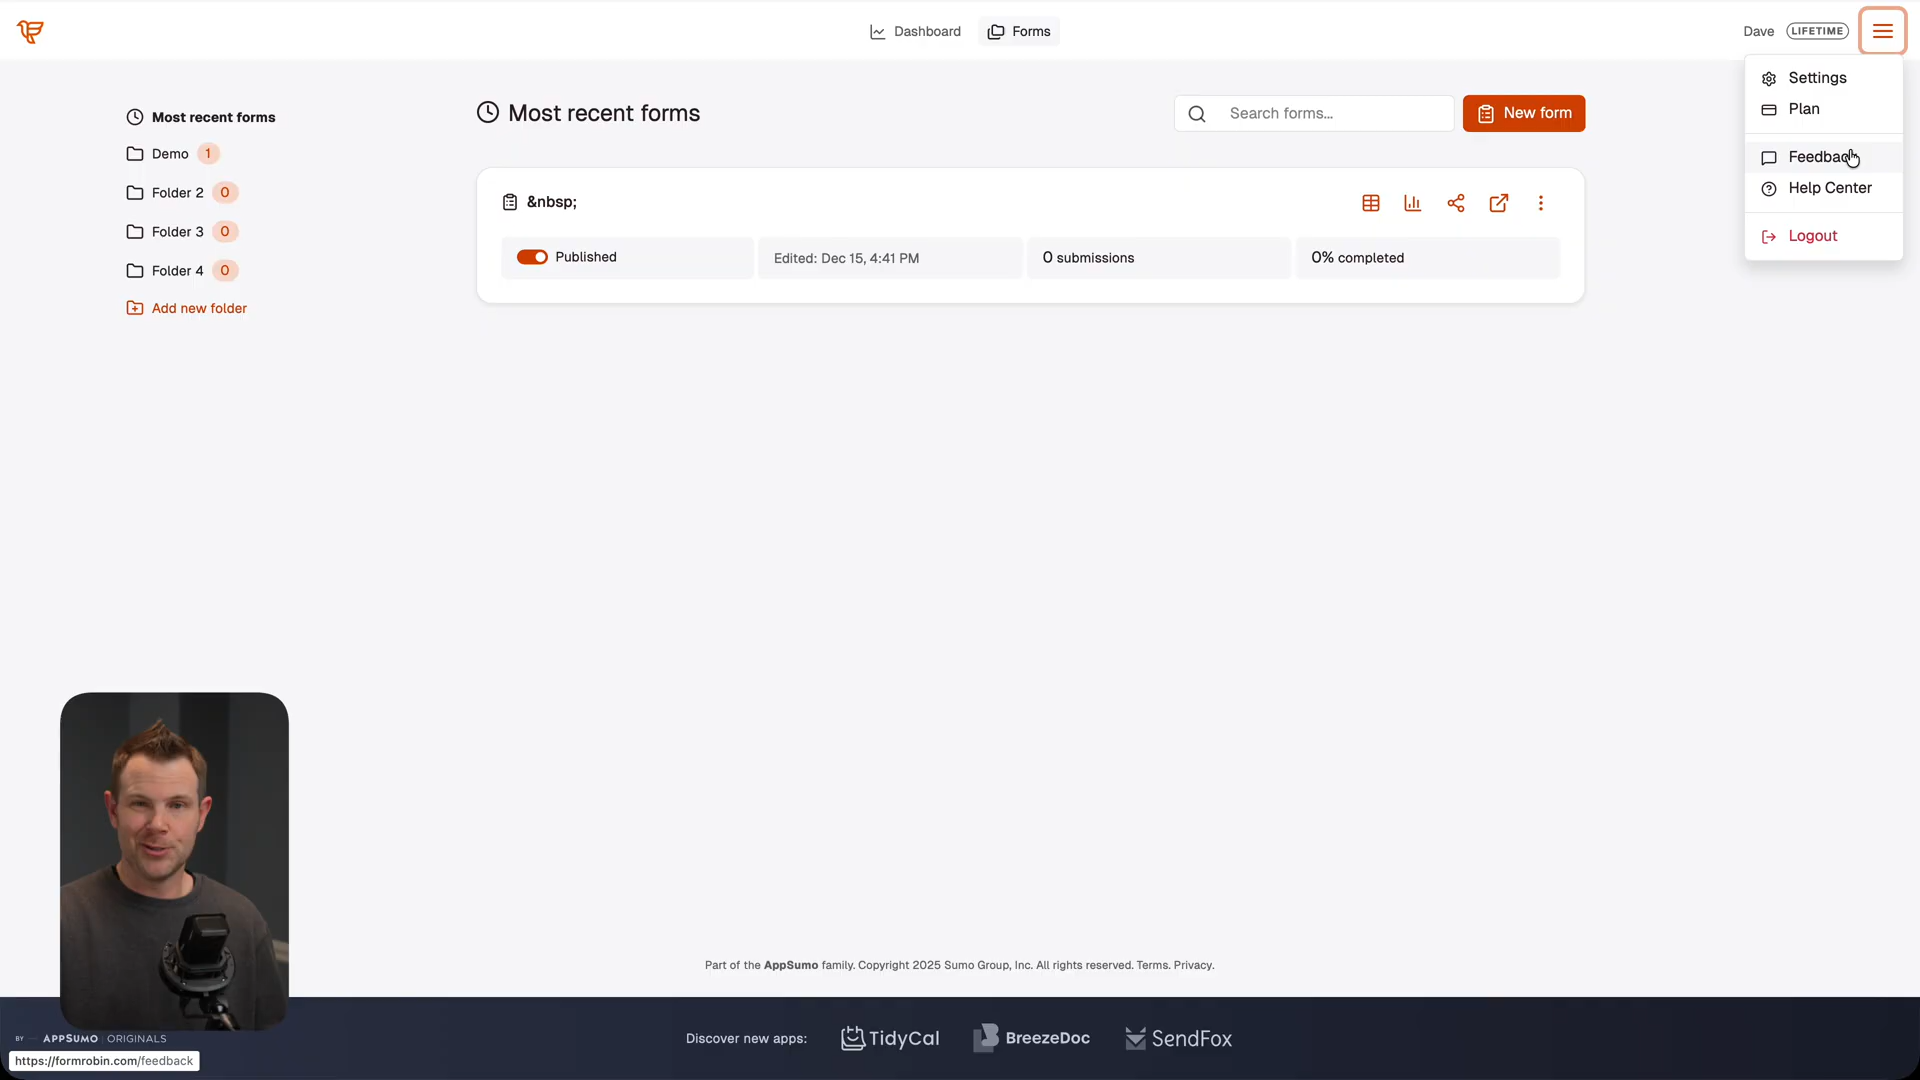 Dashboard
Forms
Dave
LIFETIME
Settings
Plan
Feedback
Help Center
Logout
Most recent forms
Demo 1
Folder 2 0
Folder 3 0
Folder 4 0
Add new folder
Most recent forms
Search forms...
New form
&nbsp;
Published
Edited: Dec 15, 4:41 PM
0 submissions
0% completed
Part of the AppSumo family. Copyright 2025 Sumo Group, Inc. All rights reserved. Terms. Privacy.
BY APPSUMO ORIGINALS
Discover new apps:
TidyCal
BreezeDoc
SendFox
https://formrobin.com/feedback